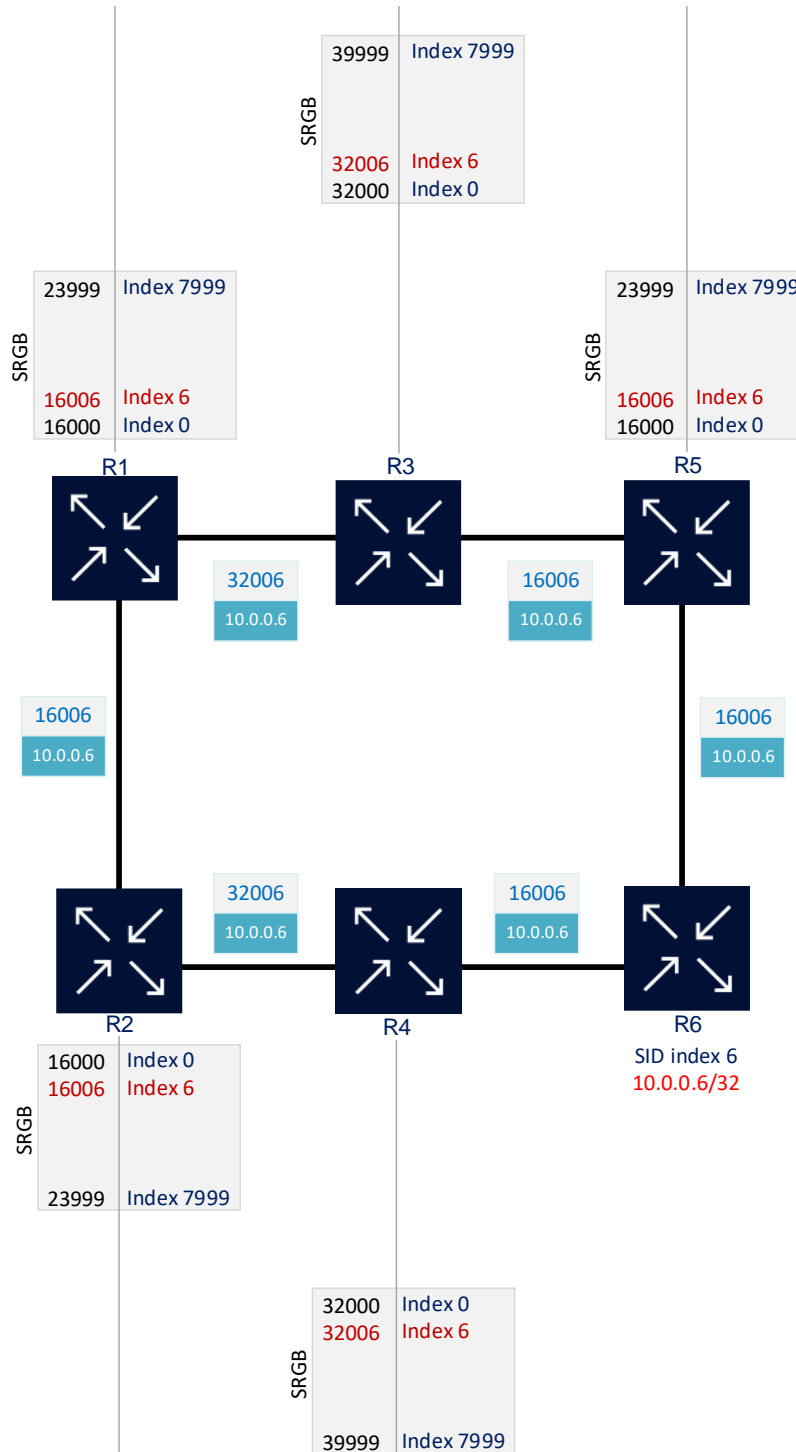 39999 Index 7999
SRGB
32006 Index 6
32000 Index 0
23999 Index 7999
SRGB
16006 Index 6
16000 Index 0
23999 Index 7999
SRGB
16006 Index 6
16000 Index 0
R1
R3
R5
32006
10.0.0.6
16006
10.0.0.6
16006
10.0.0.6
16006
10.0.0.6
32006
10.0.0.6
16006
10.0.0.6
R2
R4
R6
SID index 6
10.0.0.6/32
16000 Index 0
16006 Index 6
SRGB
23999 Index 7999
32000 Index 0
32006 Index 6
SRGB
39999 Index 7999